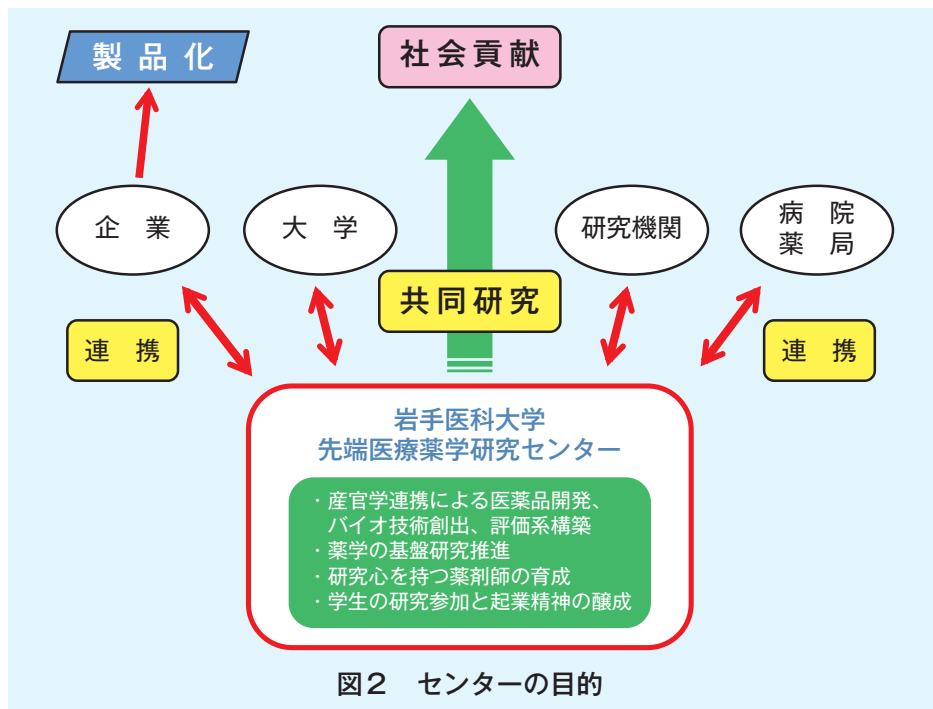 製品化
社会貢献
企　業
大　学
研究機関
病　院
薬　局
共同研究
連　携
連　携
岩手医科大学
先端医療薬学研究センター
・産官学連携による医薬品開発、
バイオ技術創出、評価系構築
・薬学の基盤研究推進
・研究心を持つ薬剤師の育成
・学生の研究参加と起業精神の醸成
図2　センターの目的